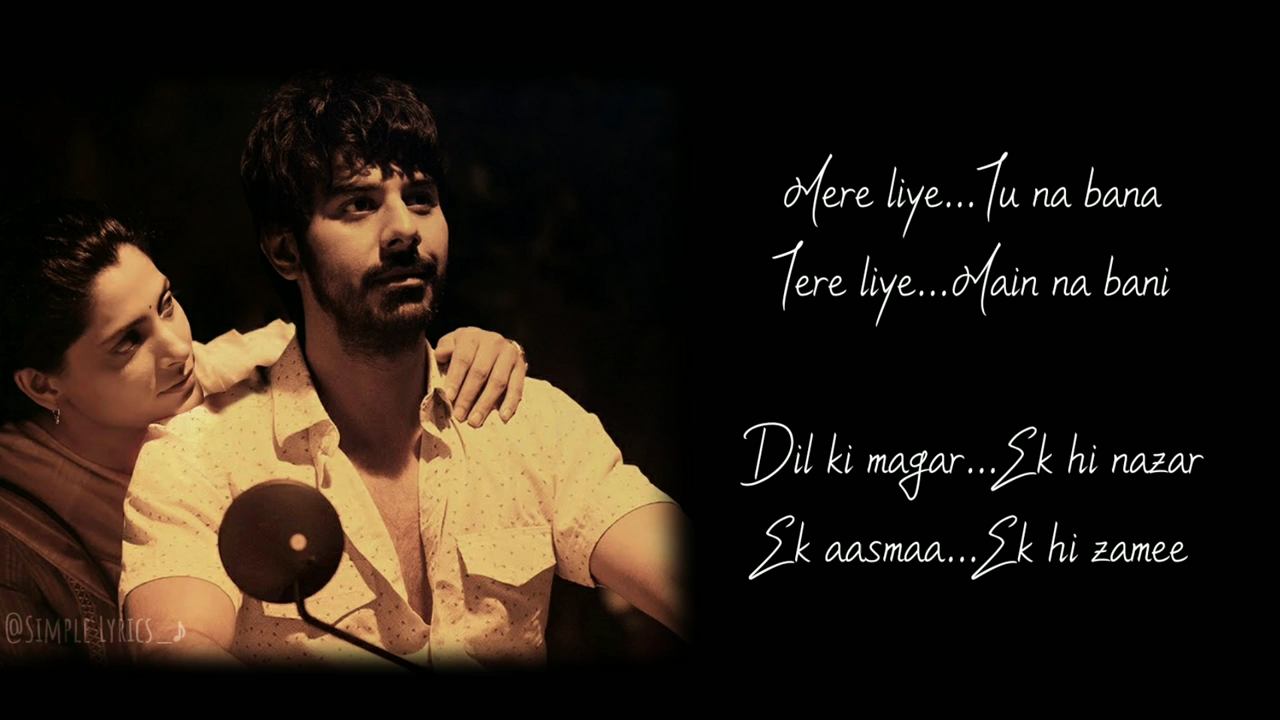 Mere liye...Tu na bana
Tere liye...Main na bani
Dil ki magar...Ek hi nazar
Ek aasmaa...Ek hi zamee
@Simple Lyrics_♪